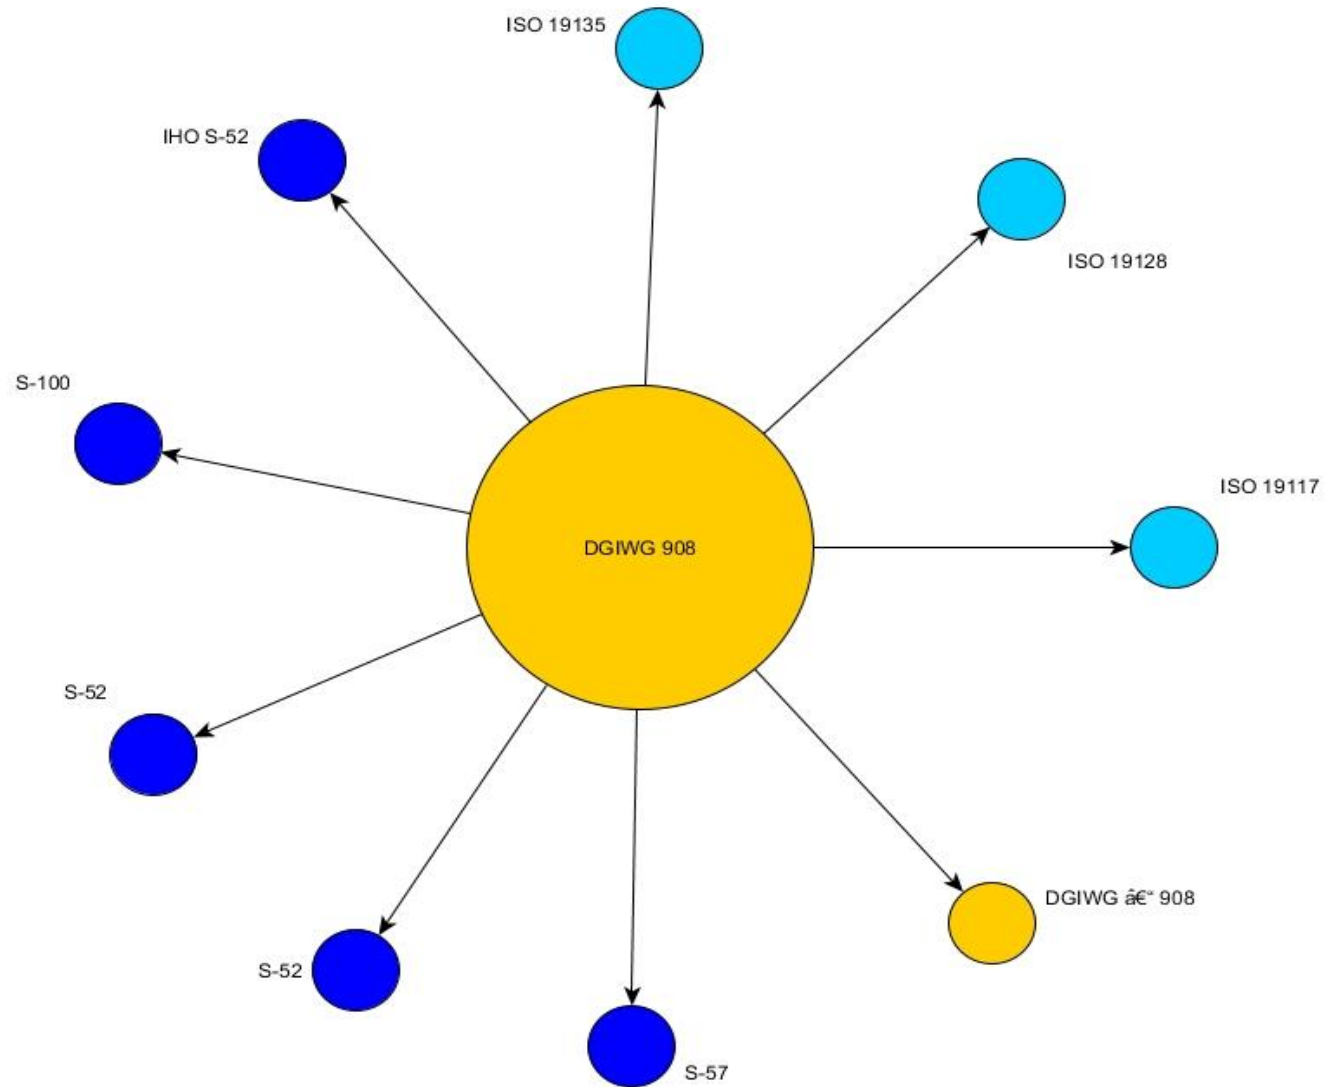 ISO 19135
IHO S-52
ISO 19128
S-100
ISO 19117
DGIWG 908
S-52
DGIWG â€“ 908
S-52
S-57